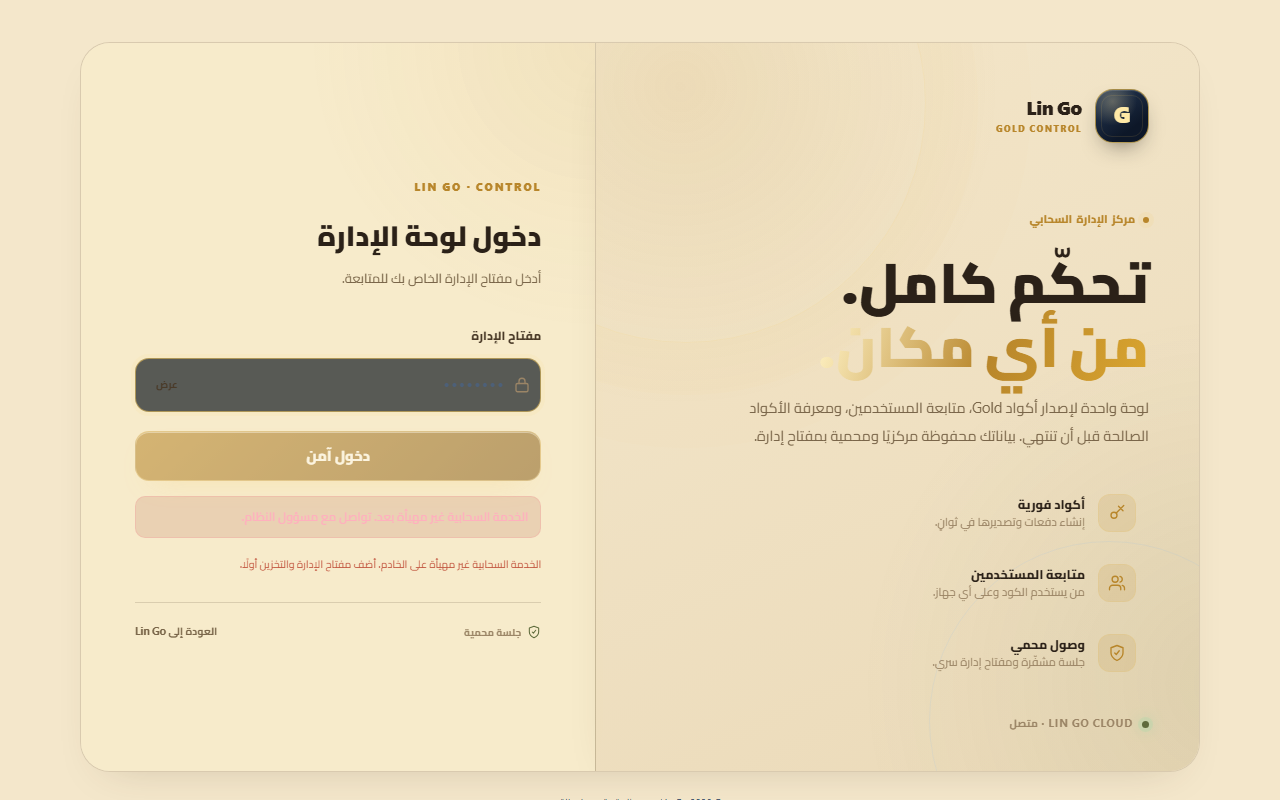 Lin Go
GOLD CONTROL
G
مركز الإدارة السحابي
تحكّم كامل.
من أي مكان.
لوحة واحدة لإصدار أكواد Gold، متابعة المستخدمين، ومعرفة الأكواد
الصالحة قبل أن تنتهي. بياناتك محفوظة مركزيًا ومحمية بمفتاح إدارة.
أكواد فورية
إنشاء دفعات وتصديرها في ثوانٍ.
متابعة المستخدمين
من يستخدم الكود وعلى أي جهاز.
وصول محمي
جلسة مشفّرة ومفتاح إدارة سري.
LIN GO CLOUD · متصل
LIN GO · CONTROL
دخول لوحة الإدارة
أدخل مفتاح الإدارة الخاص بك للمتابعة.
مفتاح الإدارة
عرض
دخول آمن
الخدمة السحابية غير مهيأة بعد. تواصل مع مسؤول النظام.
الخدمة السحابية غير مهيأة على الخادم. أضف مفتاح الإدارة والتخزين أولًا.
جلسة محمية
العودة إلى Lin Go